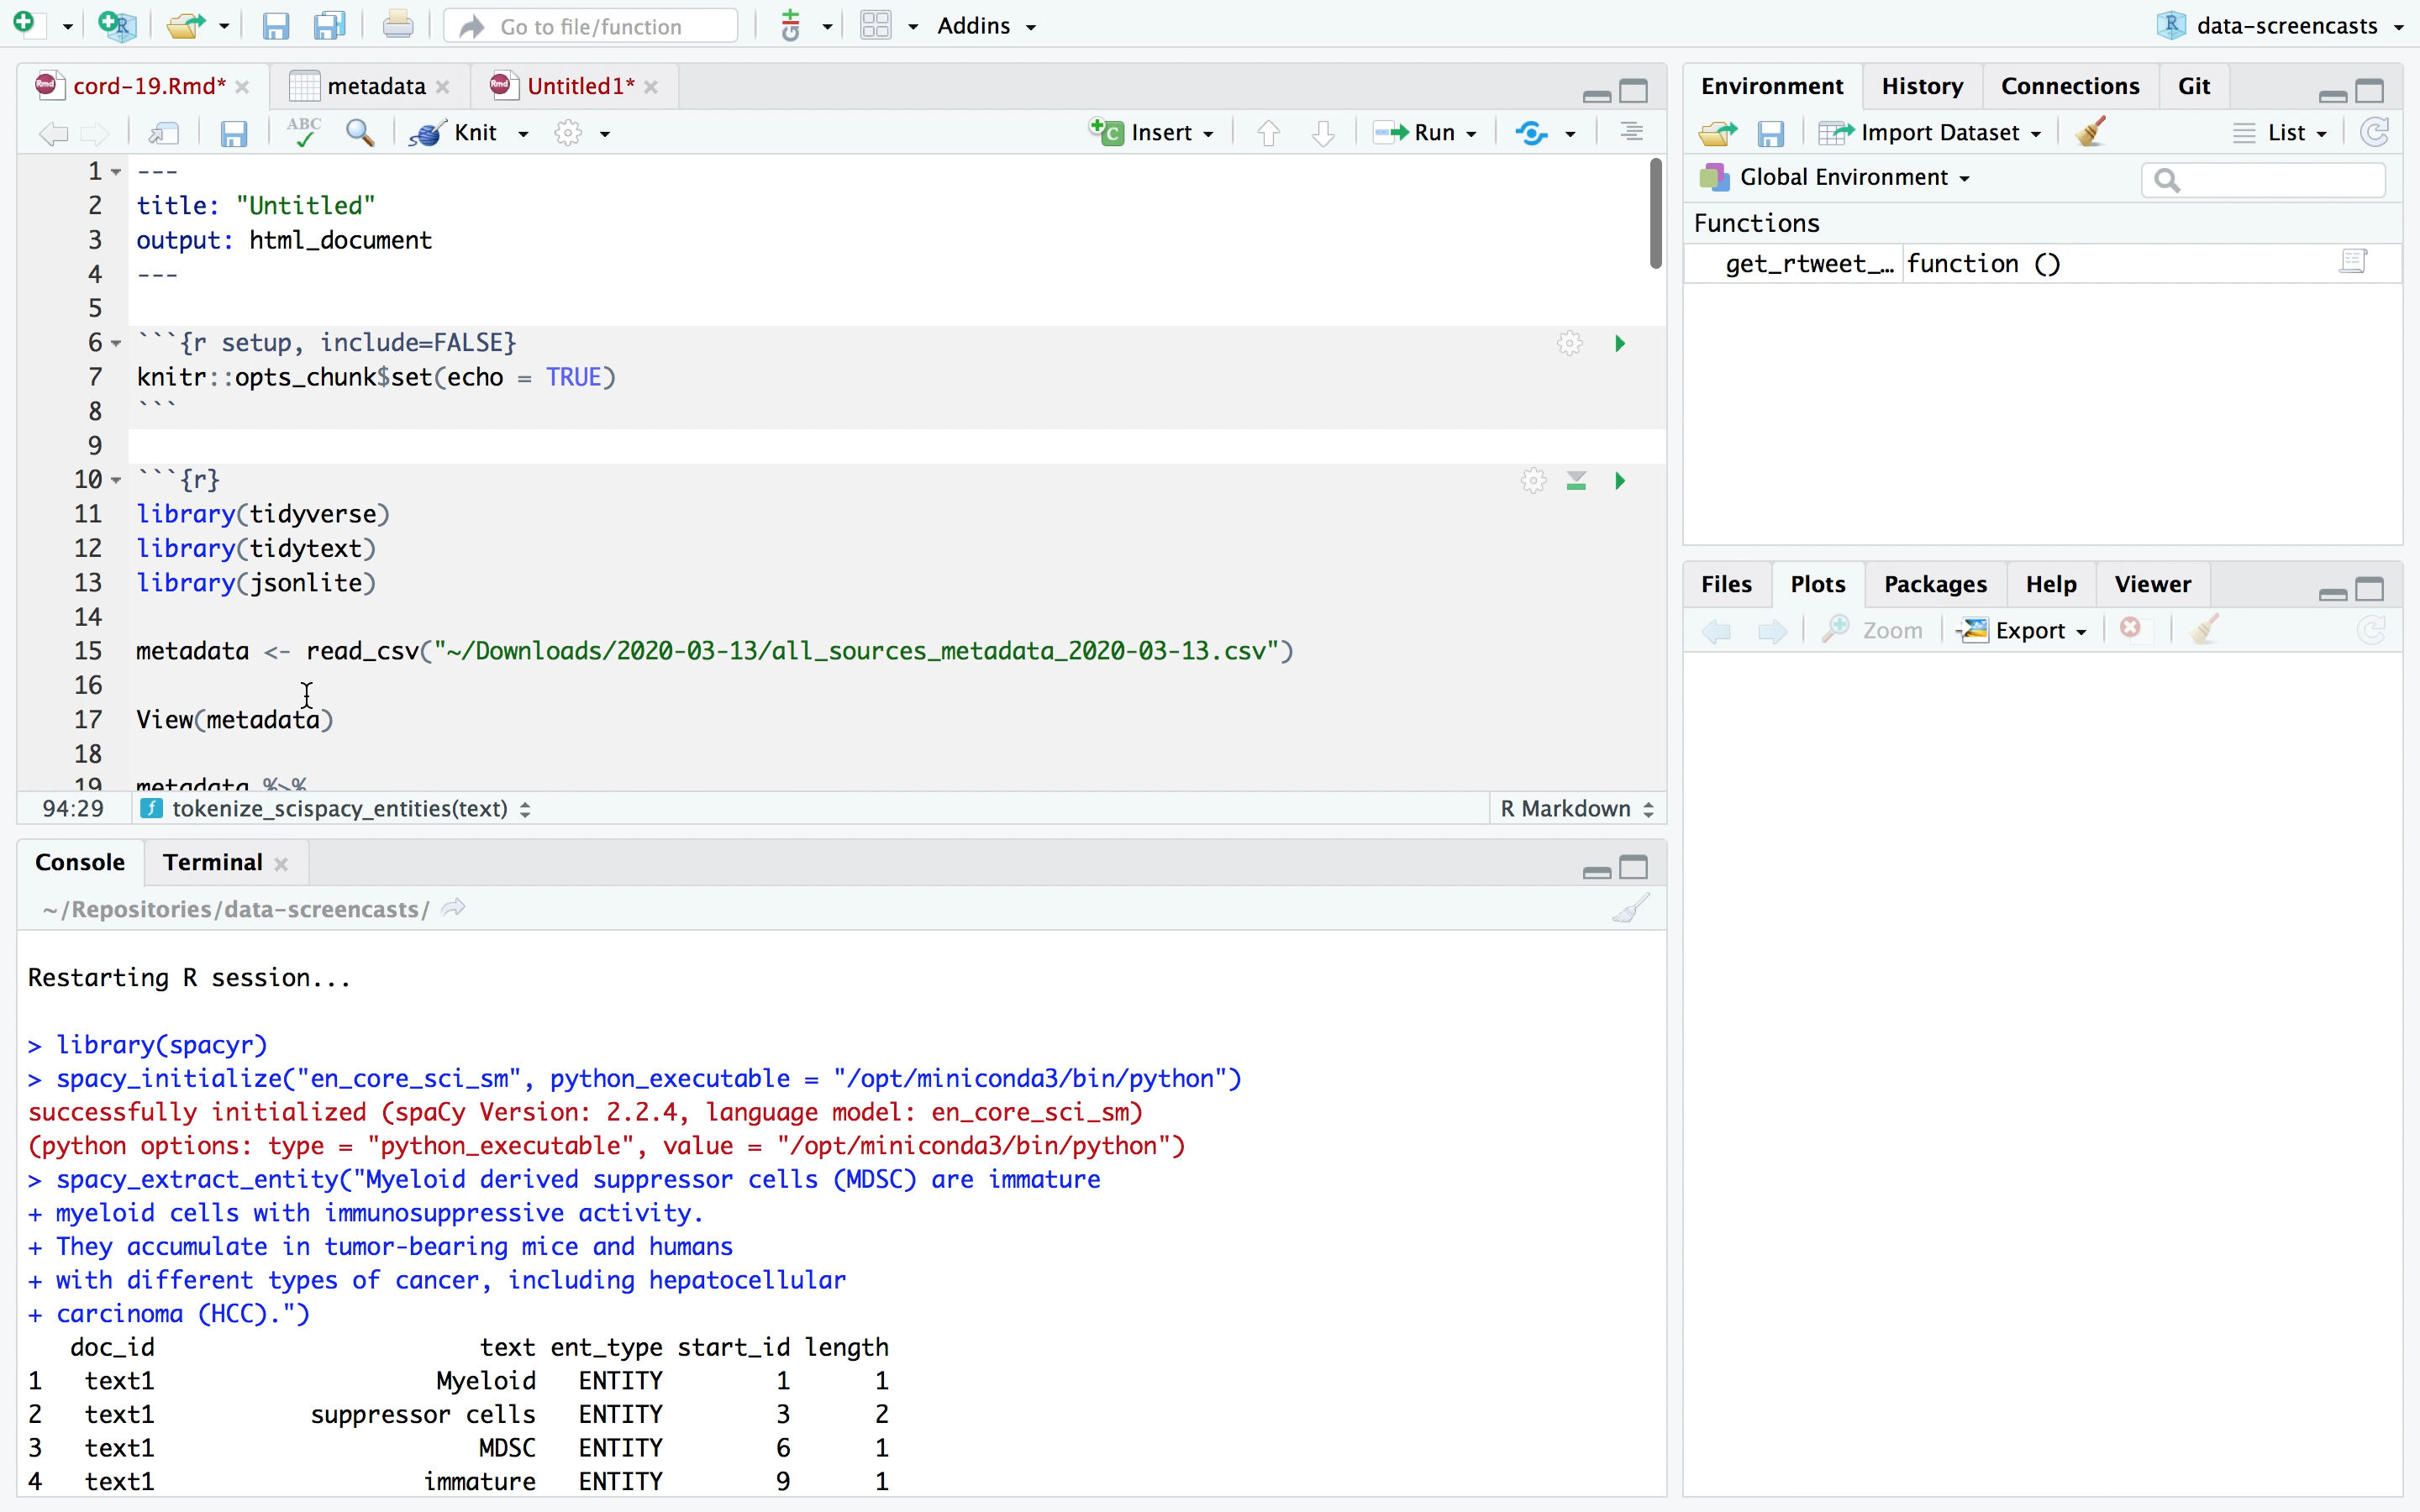 Go to file/function
Addins
data-screencasts
cord-19.Rmd*
metadata
Untitled1*
ABC
Knit
Insert
Run
1 ---
2 title: "Untitled"
3 output: html_document
4 ---
5
6 ```{r setup, include=FALSE}
7 knitr::opts_chunk$set(echo = TRUE)
8 ```
9
10 ```{r}
11 library(tidyverse)
12 library(tidytext)
13 library(jsonlite)
14
15 metadata <- read_csv("~/Downloads/2020-03-13/all_sources_metadata_2020-03-13.csv")
16
17 View(metadata)
18
19 metadata %>%
94:29
tokenize_scispacy_entities(text)
R Markdown
Console
Terminal
~/Repositories/data-screencasts/
Restarting R session...
> library(spacyr)
> spacy_initialize("en_core_sci_sm", python_executable = "/opt/miniconda3/bin/python")
successfully initialized (spaCy Version: 2.2.4, language model: en_core_sci_sm)
(python options: type = "python_executable", value = "/opt/miniconda3/bin/python")
> spacy_extract_entity("Myeloid derived suppressor cells (MDSC) are immature
+ myeloid cells with immunosuppressive activity.
+ They accumulate in tumor-bearing mice and humans
+ with different types of cancer, including hepatocellular
+ carcinoma (HCC).")
doc_id text ent_type start_id length
1 text1 Myeloid ENTITY 1 1
2 text1 suppressor cells ENTITY 3 2
3 text1 MDSC ENTITY 6 1
4 text1 immature ENTITY 9 1
Environment
History
Connections
Git
Import Dataset
List
Global Environment
Functions
get_rtweet_… function ()
Files
Plots
Packages
Help
Viewer
Zoom
Export